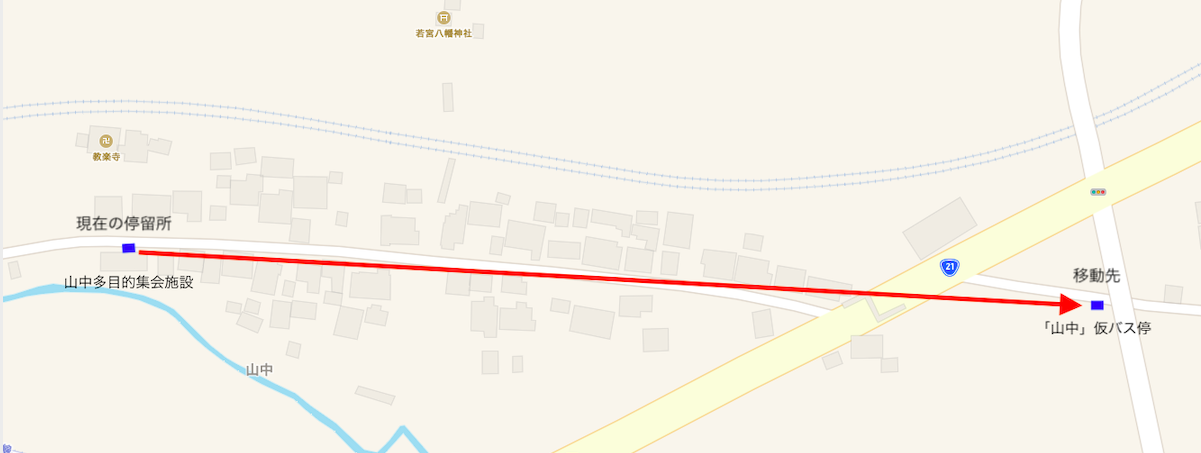 若宮八幡神社
教楽寺
現在の停留所
山中多目的集会施設
21
移動先
「山中」仮バス停
山中